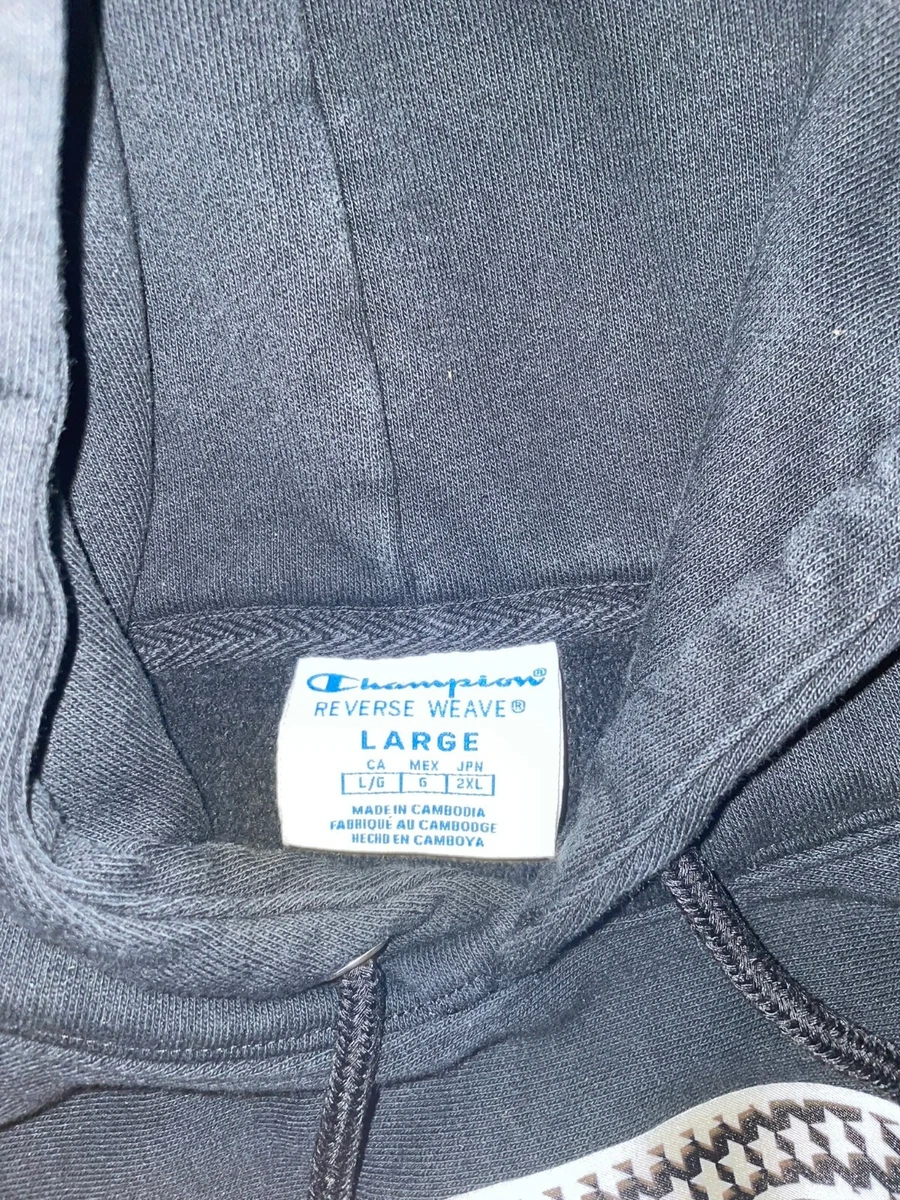 Champion®
REVERSE WEAVE®
LARGE
CA MEX JPN
L/G G 2XL
MADE IN CAMBODIA
FABRIQUÉ AU CAMBODGE
HECHO EN CAMBOYA